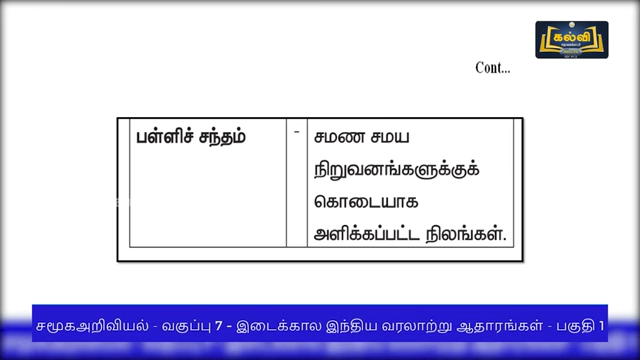 கல்வி
Cont...
பள்ளிச் சந்தம் - சமண சமய
நிறுவனங்களுக்குக்
கொடையாக
அளிக்கப்பட்ட நிலங்கள்.
சமூகஅறிவியல் - வகுப்பு 7 - இடைக்கால இந்திய வரலாற்று ஆதாரங்கள் - பகுதி 1